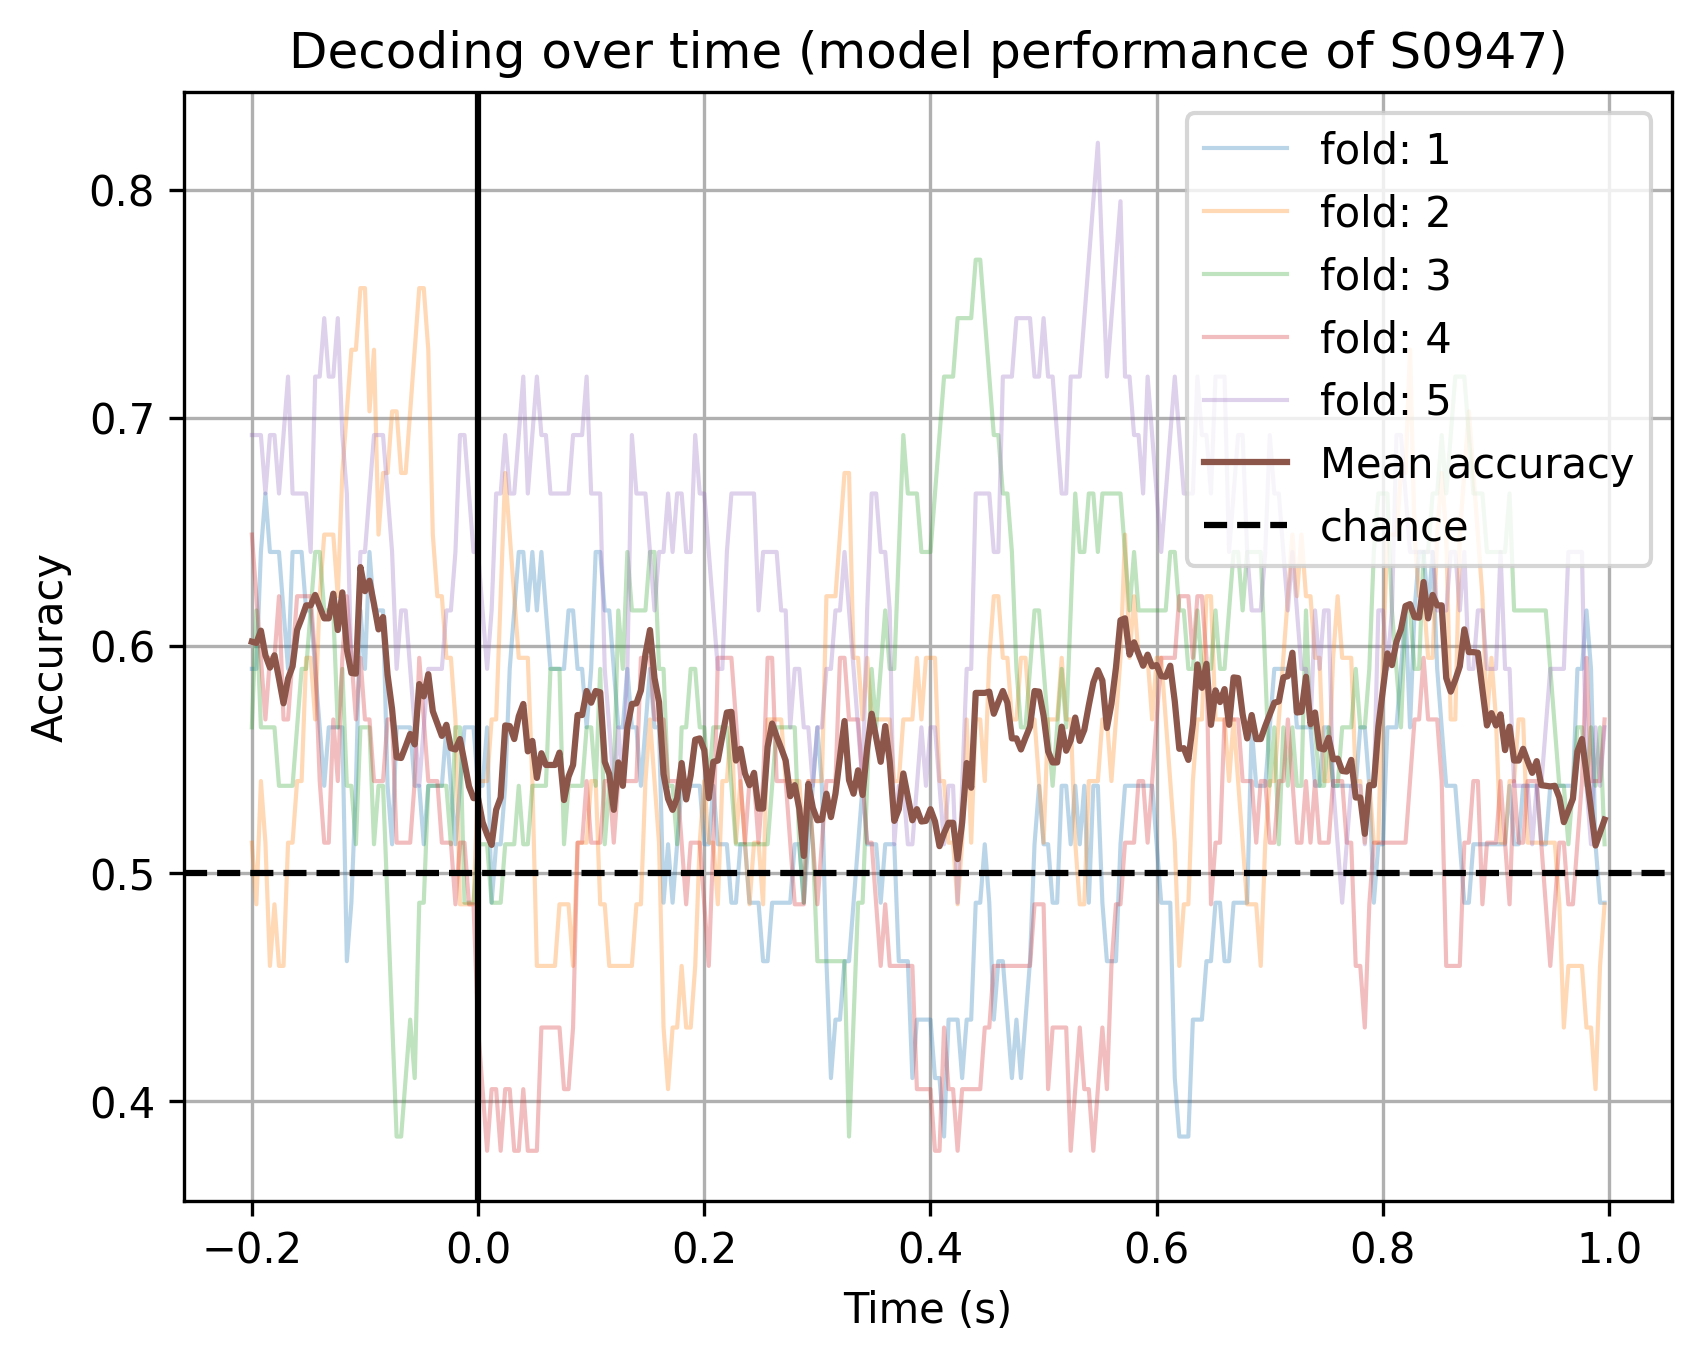 Decoding over time (model performance of S0947)
Accuracy
0.8
0.7
0.6
0.5
0.4
fold: 1
fold: 2
fold: 3
fold: 4
fold: 5
Mean accuracy
chance
−0.2 0.0 0.2 0.4 0.6 0.8 1.0
Time (s)